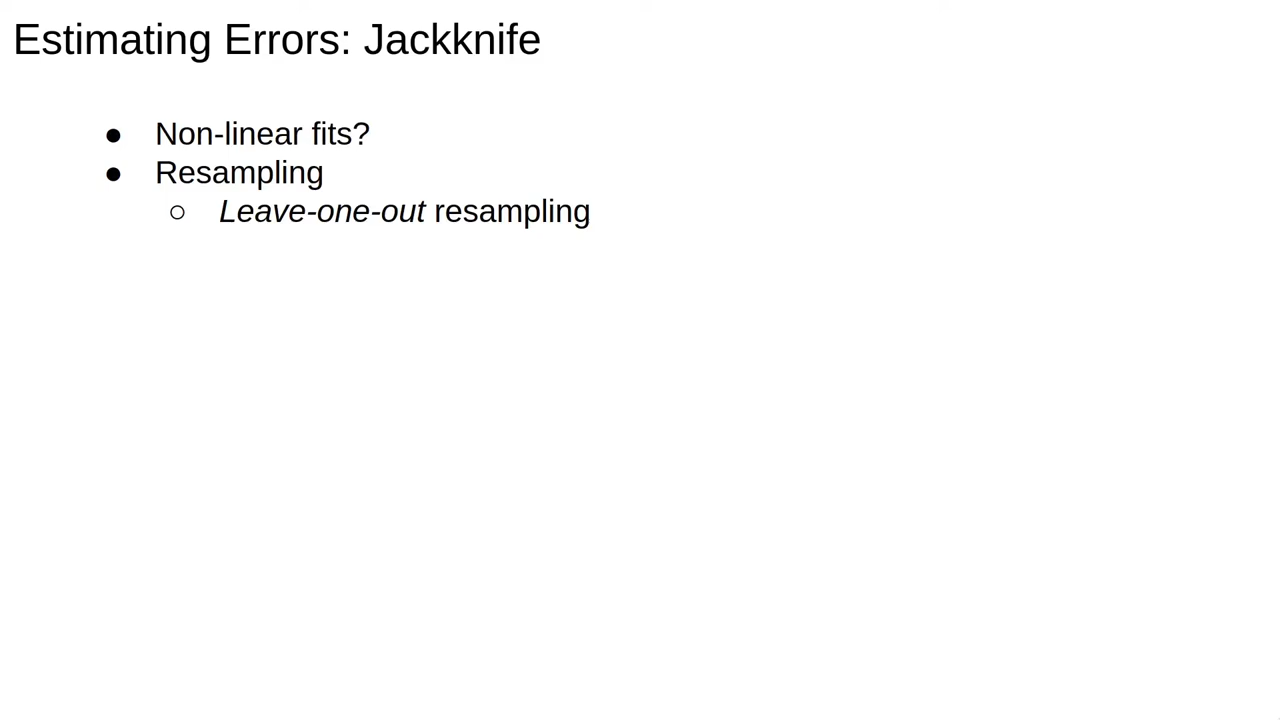 Estimating Errors: Jackknife
● Non-linear fits?
● Resampling
○ Leave-one-out resampling